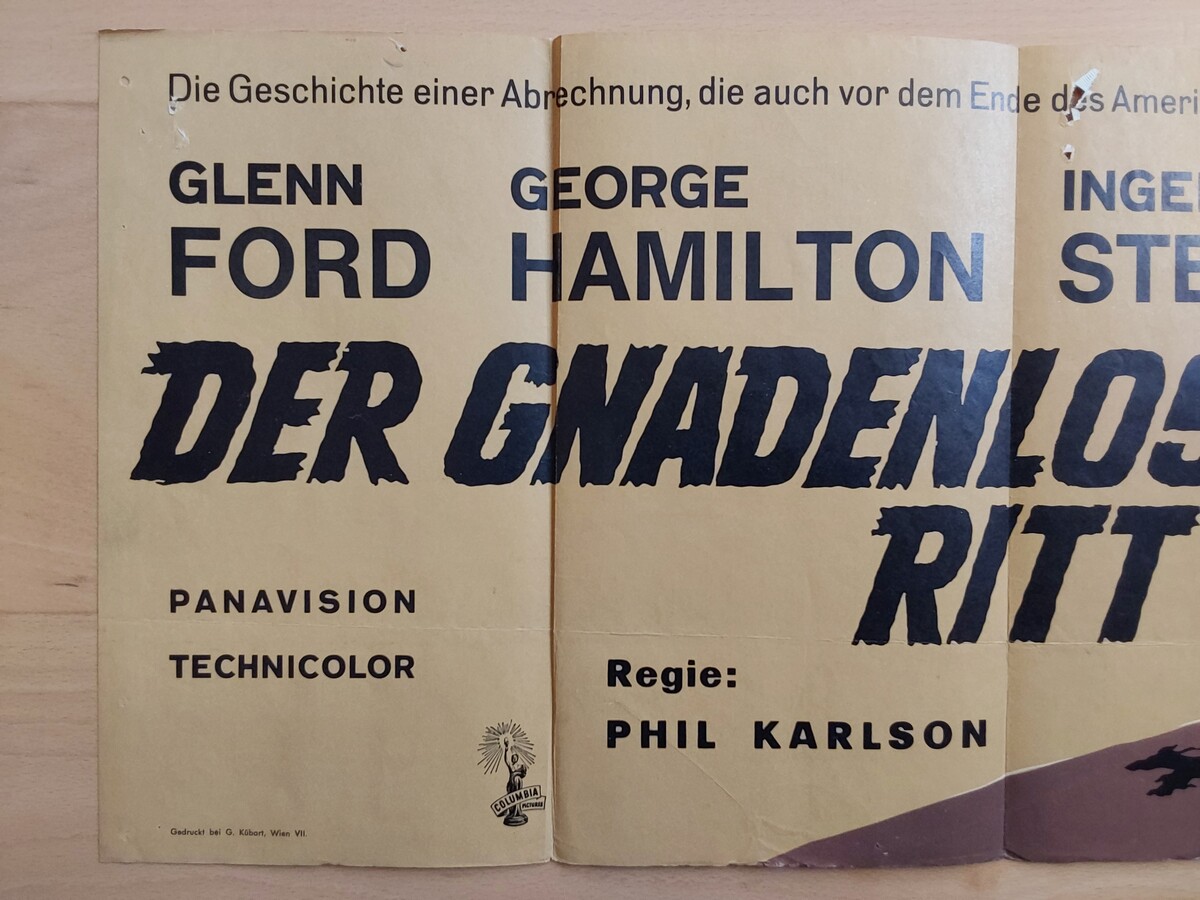 Die Geschichte einer Abrechnung, die auch vor dem Ende des Ameri
GLENN GEORGE INGE
FORD HAMILTON STE
DER GNADENLOS
RITT
PANAVISION
TECHNICOLOR
Regie:
PHIL KARLSON
COLUMBIA
PICTURES
Gedruckt bei G. Kübart, Wien VII.